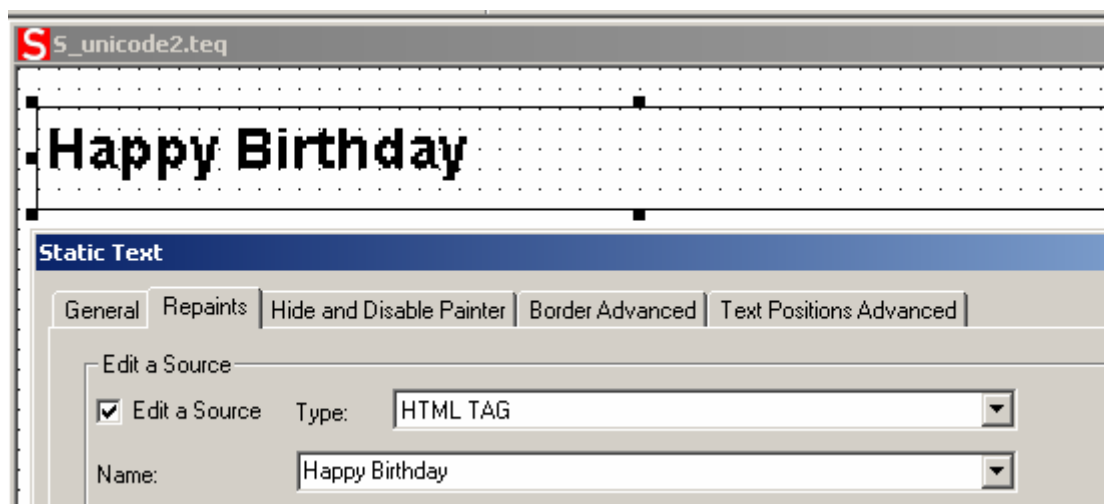 S S_unicode2.teq
Happy Birthday
Static Text
General Repaints Hide and Disable Painter Border Advanced Text Positions Advanced
Edit a Source
Edit a Source Type: HTML TAG
Name: Happy Birthday